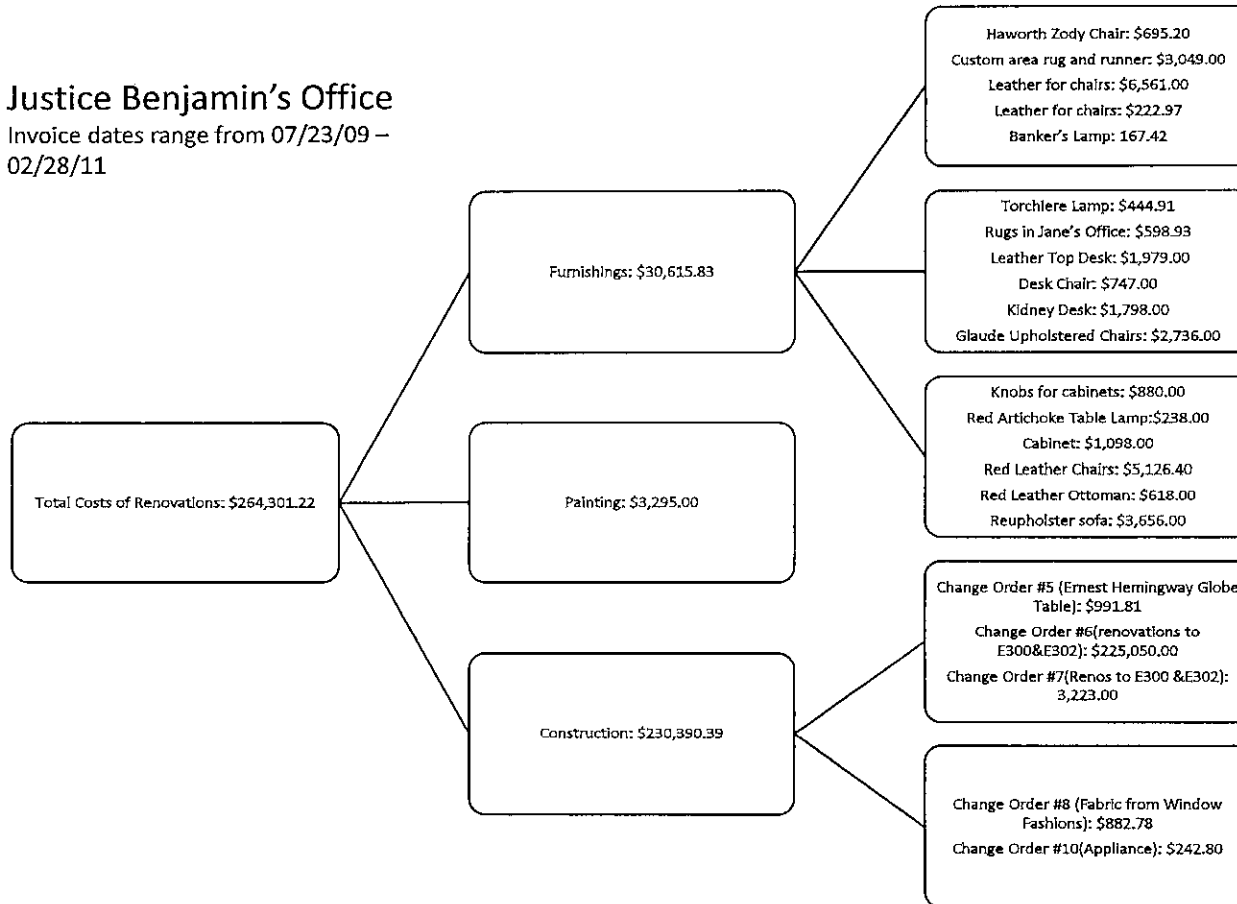 Justice Benjamin's Office
Invoice dates range from 07/23/09 –
02/28/11
Total Costs of Renovations: $264,301.22
Furnishings: $30,615.83
Painting: $3,295.00
Construction: $230,390.39
Haworth Zody Chair: $695.20
Custom area rug and runner: $3,049.00
Leather for chairs: $6,561.00
Leather for chairs: $222.97
Banker's Lamp: 167.42
Torchiere Lamp: $444.91
Rugs in Jane's Office: $598.93
Leather Top Desk: $1,979.00
Desk Chair: $747.00
Kidney Desk: $1,798.00
Glaude Upholstered Chairs: $2,736.00
Knobs for cabinets: $880.00
Red Artichoke Table Lamp:$238.00
Cabinet: $1,098.00
Red Leather Chairs: $5,126.40
Red Leather Ottoman: $618.00
Reupholster sofa: $3,656.00
Change Order #5 (Ernest Hemingway Globe
Table): $991.81
Change Order #6(renovations to
E300&E302): $225,050.00
Change Order #7(Renos to E300 &E302):
3,223.00
Change Order #8 (Fabric from Window
Fashions): $882.78
Change Order #10(Appliance): $242.80